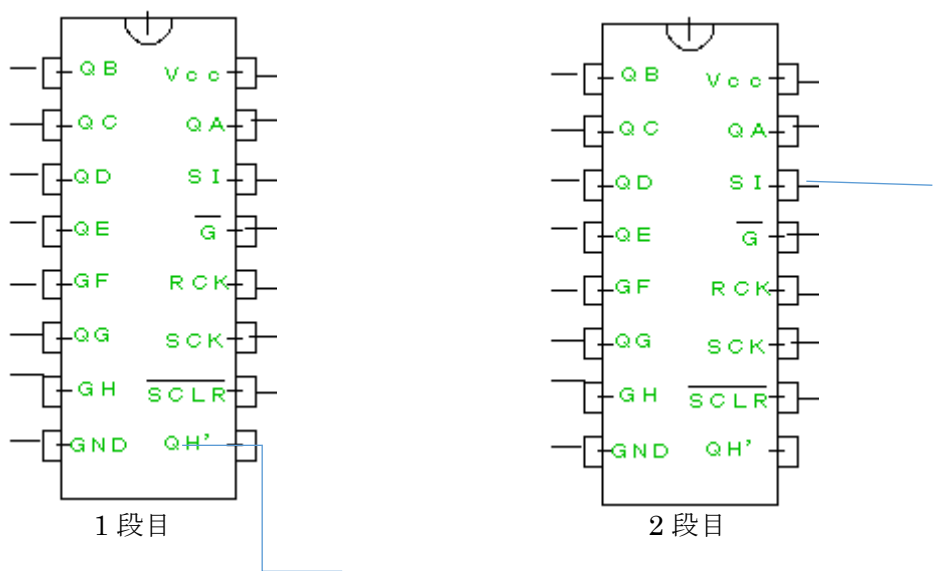 QB Vcc
QC QA
QD SI
QE G
GF RCK
QG SCK
GH SCLR
GND QH'
1段目
QB Vcc
QC QA
QD SI
QE G
GF RCK
QG SCK
GH SCLR
GND QH'
2段目